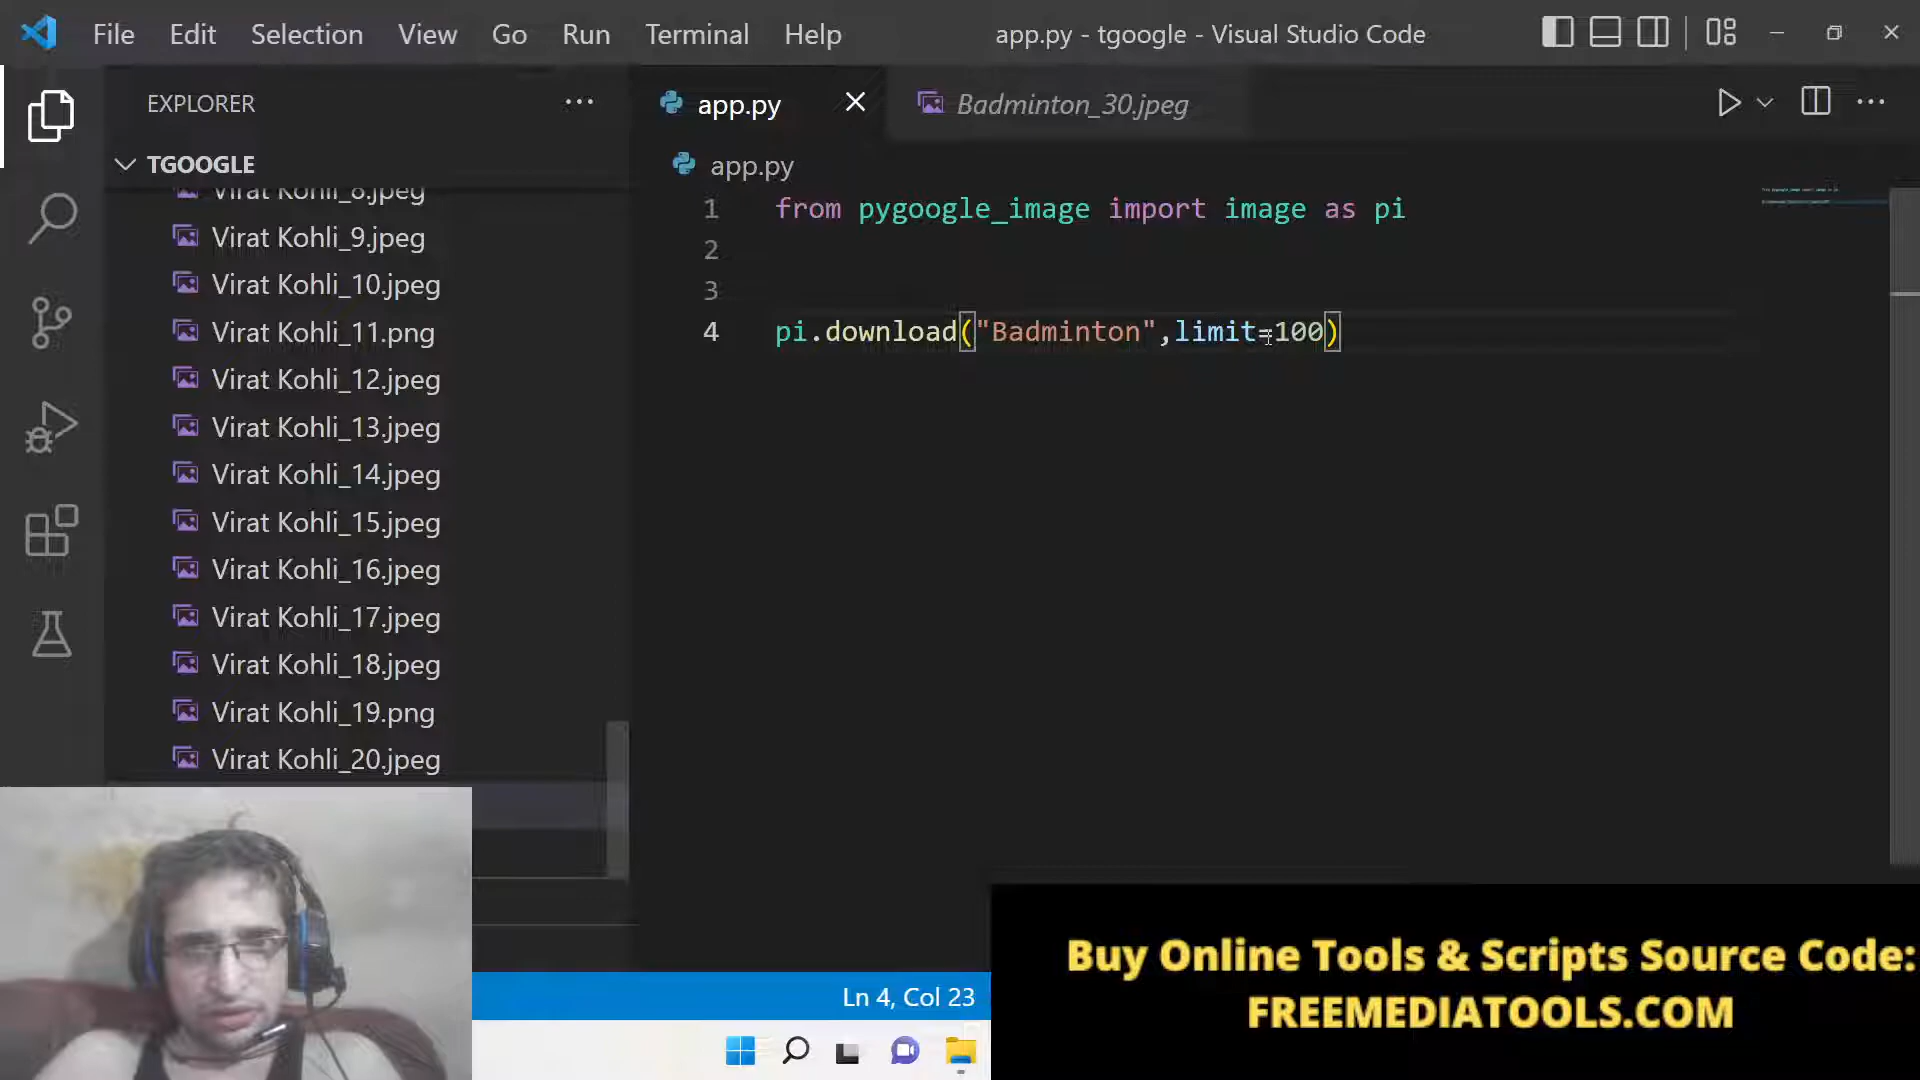 File Edit Selection View Go Run Terminal Help
app.py - tgoogle - Visual Studio Code
EXPLORER
TGOOGLE
Virat Kohli_8.jpeg
Virat Kohli_9.jpeg
Virat Kohli_10.jpeg
Virat Kohli_11.png
Virat Kohli_12.jpeg
Virat Kohli_13.jpeg
Virat Kohli_14.jpeg
Virat Kohli_15.jpeg
Virat Kohli_16.jpeg
Virat Kohli_17.jpeg
Virat Kohli_18.jpeg
Virat Kohli_19.png
Virat Kohli_20.jpeg
app.py
Badminton_30.jpeg
app.py
1 from pygoogle_image import image as pi
2
3
4 pi.download("Badminton",limit=100)
Ln 4, Col 23
Buy Online Tools & Scripts Source Code:
FREEMEDIATOOLS.COM